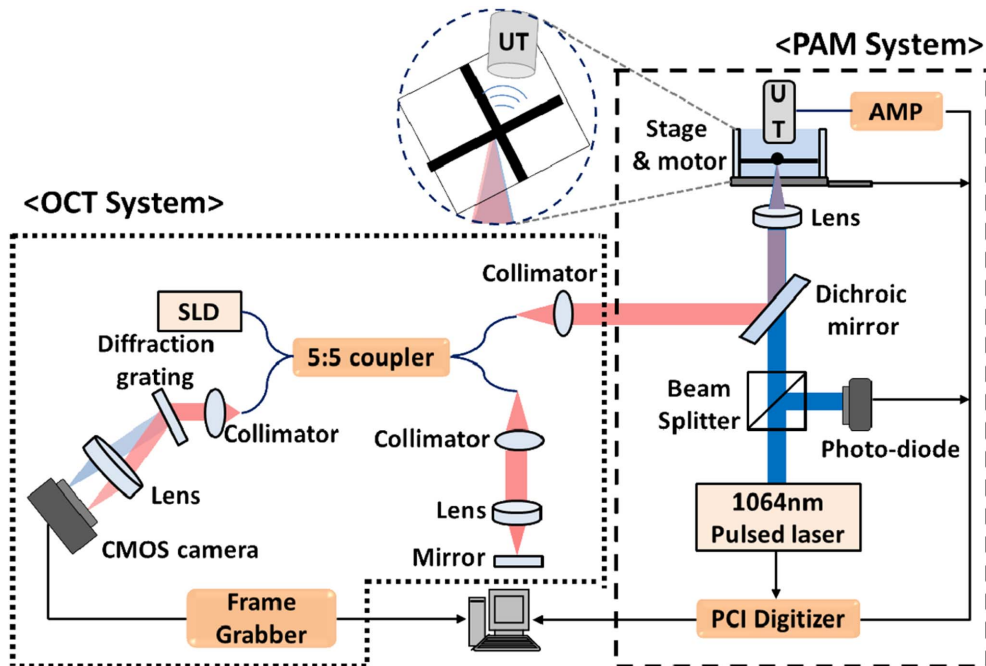 UT
<PAM System>
U
T
AMP
Stage
& motor
<OCT System>
Lens
Collimator
Dichroic
mirror
SLD
Diffraction
grating
5:5 coupler
Beam
Splitter
Collimator
Collimator
Photo-diode
Lens
Lens
1064nm
Pulsed laser
CMOS camera
Mirror
Frame
Grabber
PCI Digitizer